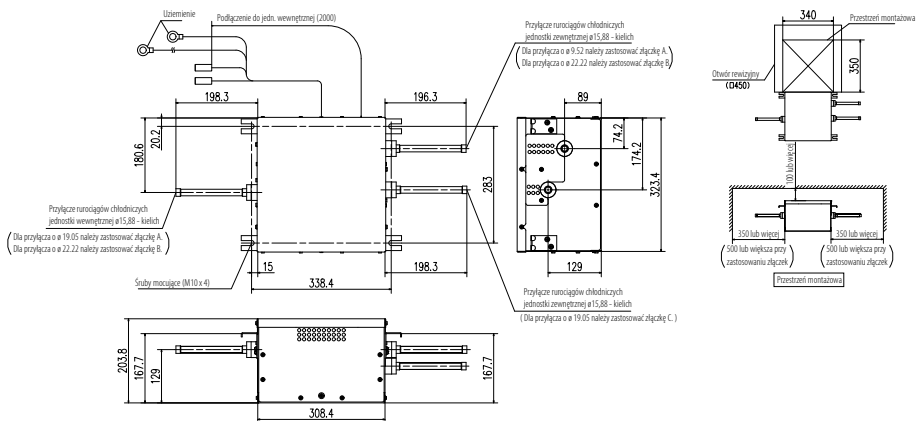 Uziemienie
Podłączenie do jedn. wewnętrznej (2000)
Przyłącze rurociągów chłodniczych
jednostki zewnętrznej ø15,88 - kielich
( Dla przyłącza o ø 9.52 należy zastosować złączkę A.
Dla przyłącza o ø 22.22 należy zastosować złączkę B. )
198.3
196.3
20.2
180.6
283
Przyłącze rurociągów chłodniczych
jednostki wewnętrznej ø15,88 - kielich
( Dla przyłącza o ø 19.05 należy zastosować złączkę A.
Dla przyłącza o ø 22.22 należy zastosować złączkę B. )
Śruby mocujące (M10 x 4)
15
338.4
198.3
Przyłącze rurociągów chłodniczych
jednostki zewnętrznej ø15,88 - kielich
( Dla przyłącza o ø 19.05 należy zastosować złączkę C. )
89
74.2
174.2
323.4
129
340
Przestrzeń montażowa
350
Otwór rewizyjny
(□450)
100 lub więcej
350 lub więcej
( 500 lub większa przy
zastosowaniu złączek )
350 lub więcej
( 500 lub większa przy
zastosowaniu złączek )
Przestrzeń montażowa
203.8
167.7
129
167.7
308.4